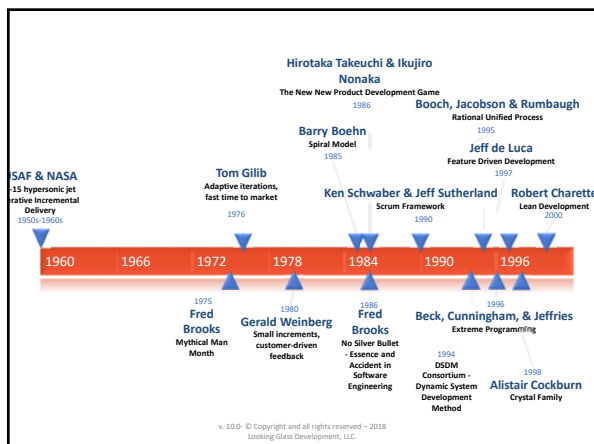 Hirotaka Takeuchi & Ikujiro
Nonaka
The New New Product Development Game
1986
Booch, Jacobson & Rumbaugh
Rational Unified Process
1995
Barry Boehn
Spiral Model
1985
Jeff de Luca
Feature Driven Development
1997
USAF & NASA
-15 hypersonic jet
erative Incremental
Delivery
1950s-1960s
Tom Gilib
Adaptive iterations,
fast time to market
1976
Ken Schwaber & Jeff Sutherland
Scrum Framework
1990
Robert Charette
Lean Development
2000
1960 1966 1972 1978 1984 1990 1996
1975
Fred
Brooks
Mythical Man
Month
1980
Gerald Weinberg
Small increments,
customer-driven
feedback
1986
Fred
Brooks
No Silver Bullet
- Essence and
Accident in
Software
Engineering
1996
Beck, Cunningham, & Jeffries
Extreme Programming
1994
DSDM
Consortium -
Dynamic System
Development
Method
1998
Alistair Cockburn
Crystal Family
v. 10.0- © Copyright and all rights reserved – 2018
Looking Glass Development, LLC.